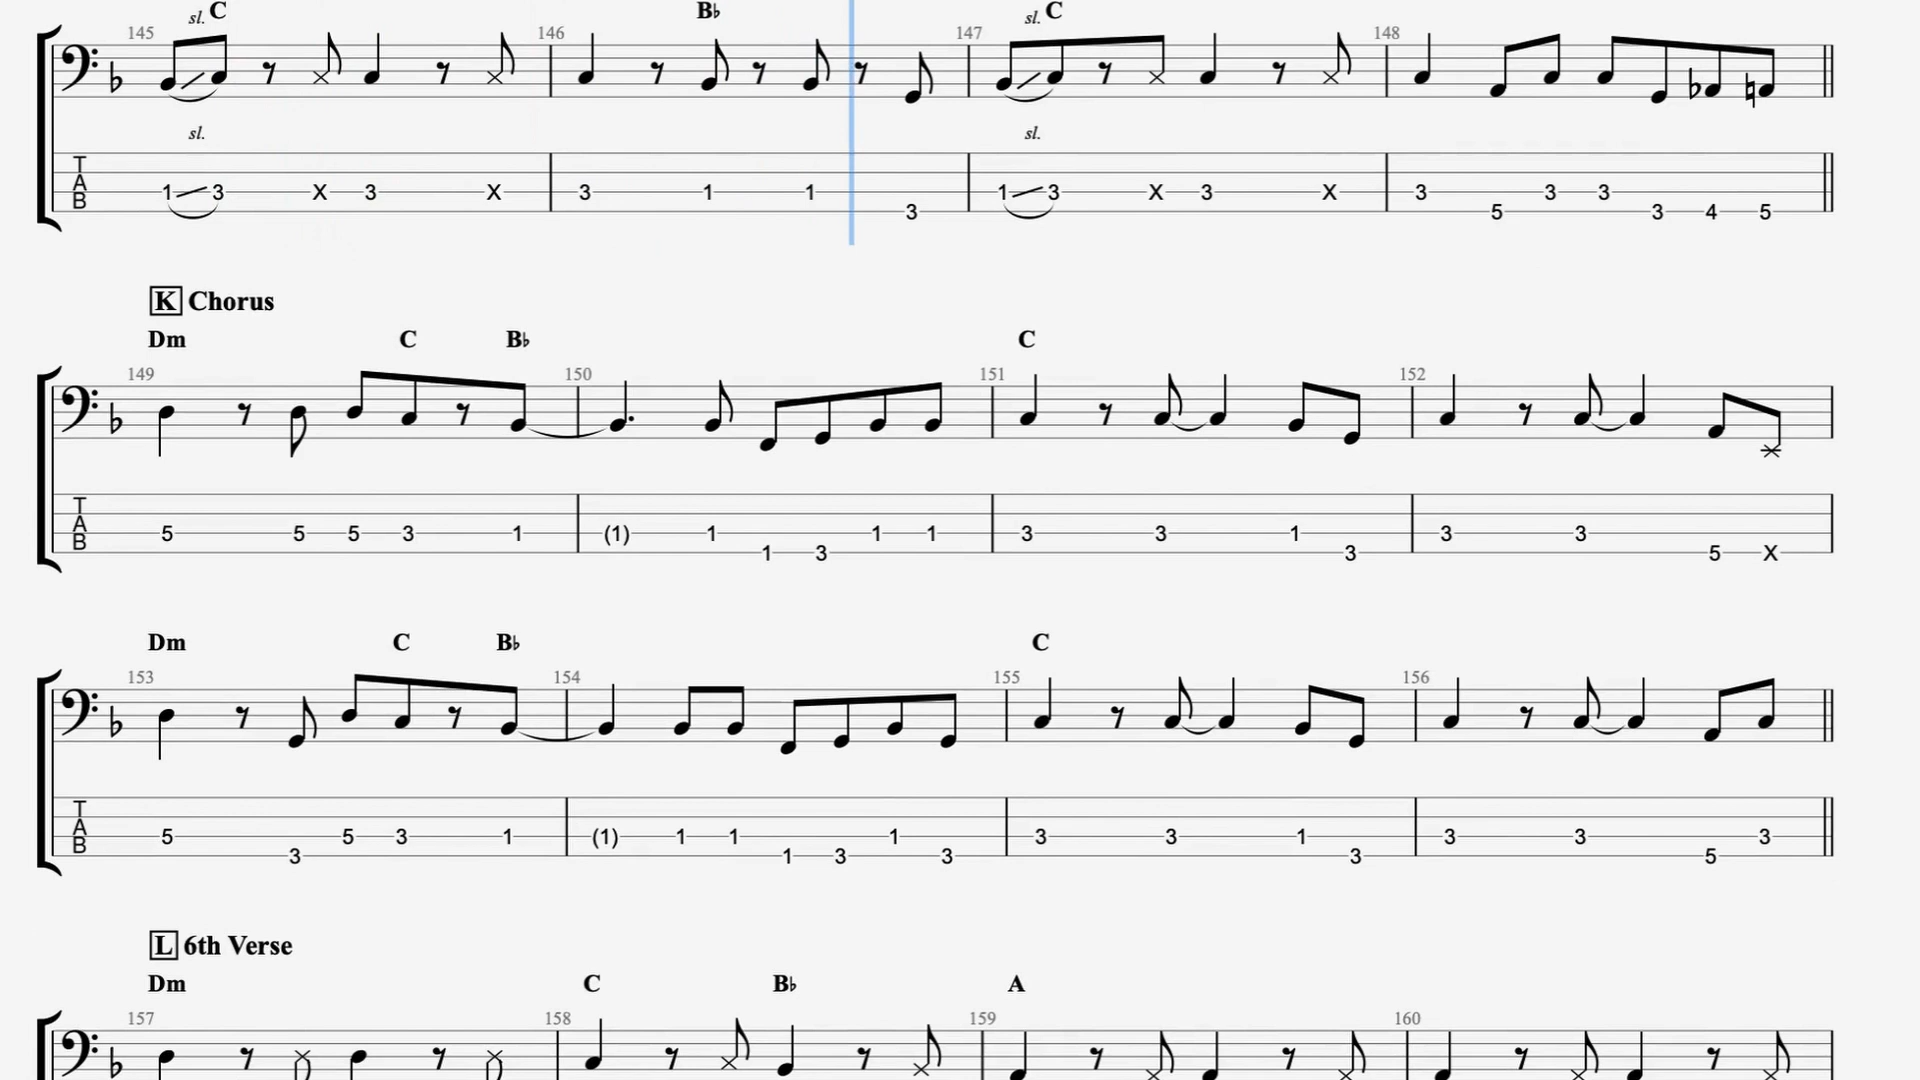 sl. C B♭ sl. C
145 146 147 148
sl. sl.
T
A 1 3 X 3 X 3 1 1 1 3 X 3 X 3 3 3
B 3 5 3 4 5
K Chorus
Dm C B♭ C
149 150 151 152
T
A 5 5 5 3 1 (1) 1 1 1 3 3 1 3 3
B 1 3 3 5 X
Dm C B♭ C
153 154 155 156
T
A 5 5 3 1 (1) 1 1 1 3 3 1 3 3 3
B 3 1 3 3 3 5
L 6th Verse
Dm C B♭ A
157 158 159 160